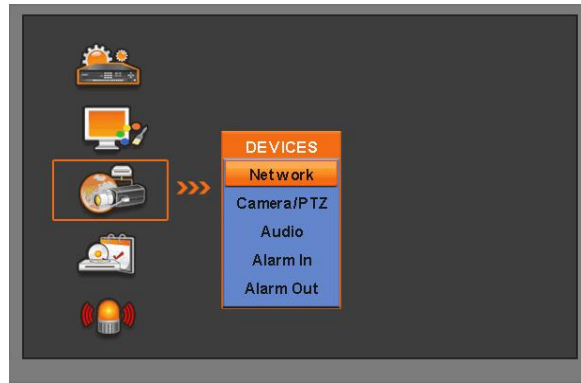 DEVICES
Network
Camera/PTZ
Audio
Alarm In
Alarm Out